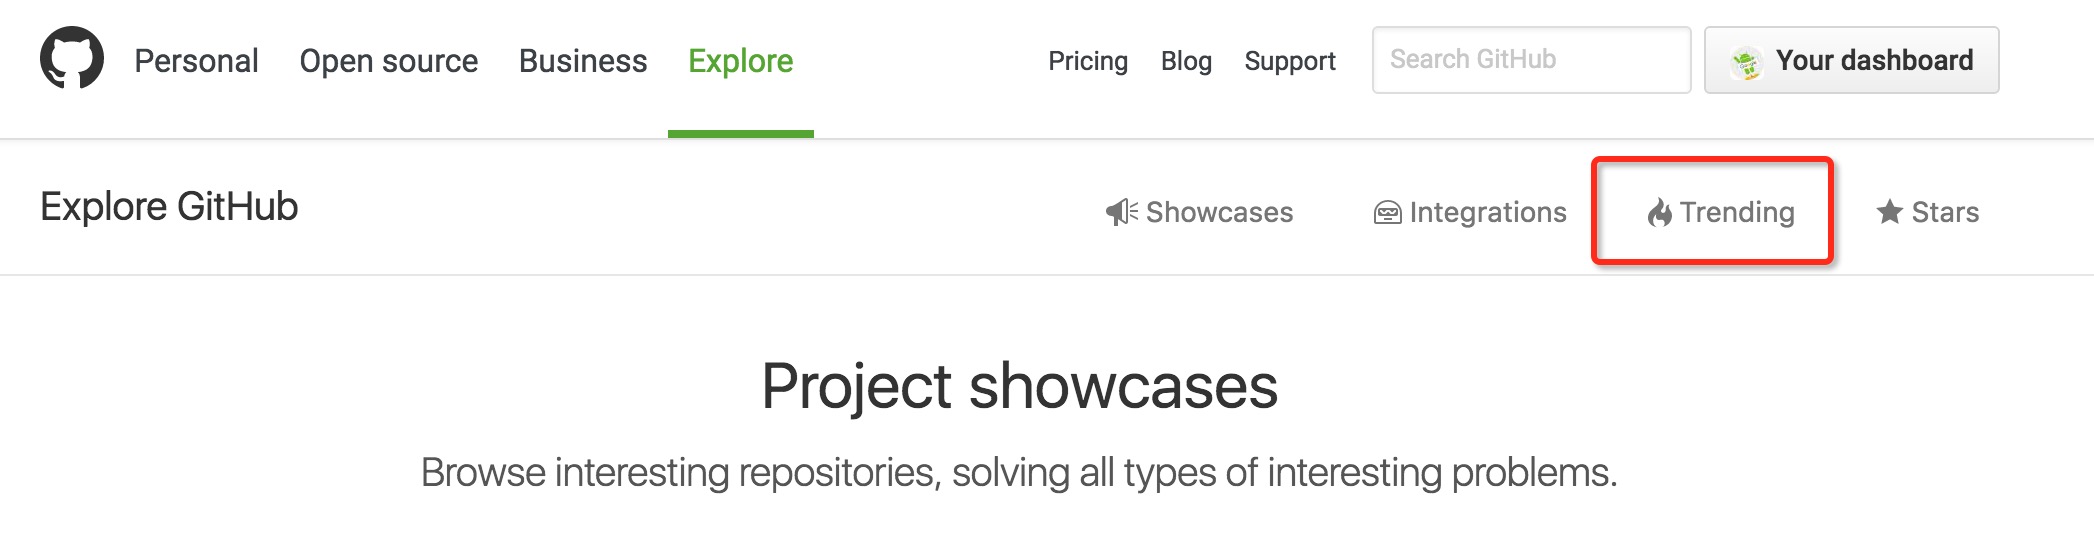 Personal Open source Business Explore Pricing Blog Support Search GitHub Your dashboard
Explore GitHub Showcases Integrations Trending Stars
Project showcases
Browse interesting repositories, solving all types of interesting problems.